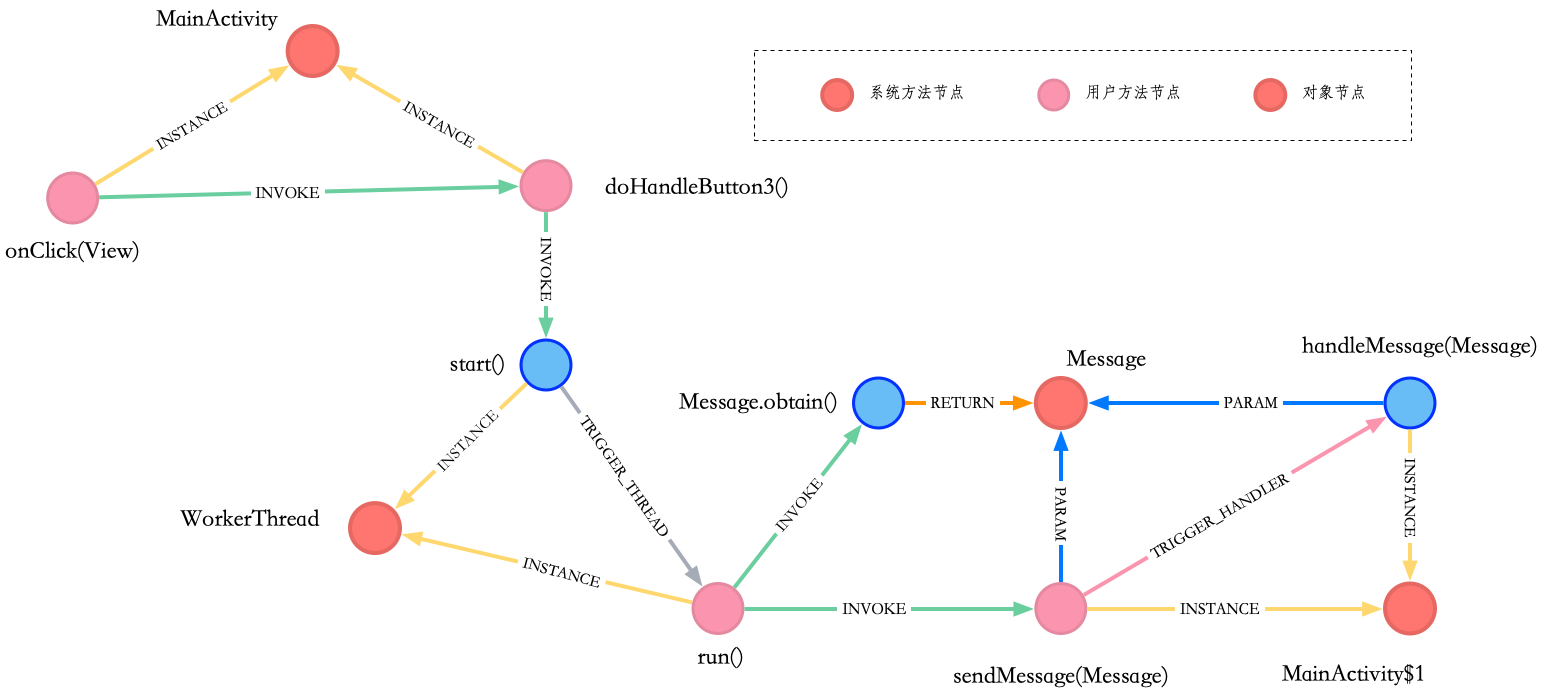 MainActivity
系统方法节点
用户方法节点
对象节点
INSTANCE
INSTANCE
INVOKE
doHandleButton3()
onClick(View)
INVOKE
start()
Message
handleMessage(Message)
Message.obtain()
RETURN
PARAM
INSTANCE
TRIGGER_THREAD
WorkerThread
INVOKE
PARAM
TRIGGER_HANDLER
INSTANCE
INSTANCE
INVOKE
INSTANCE
run()
sendMessage(Message)
MainActivity$1